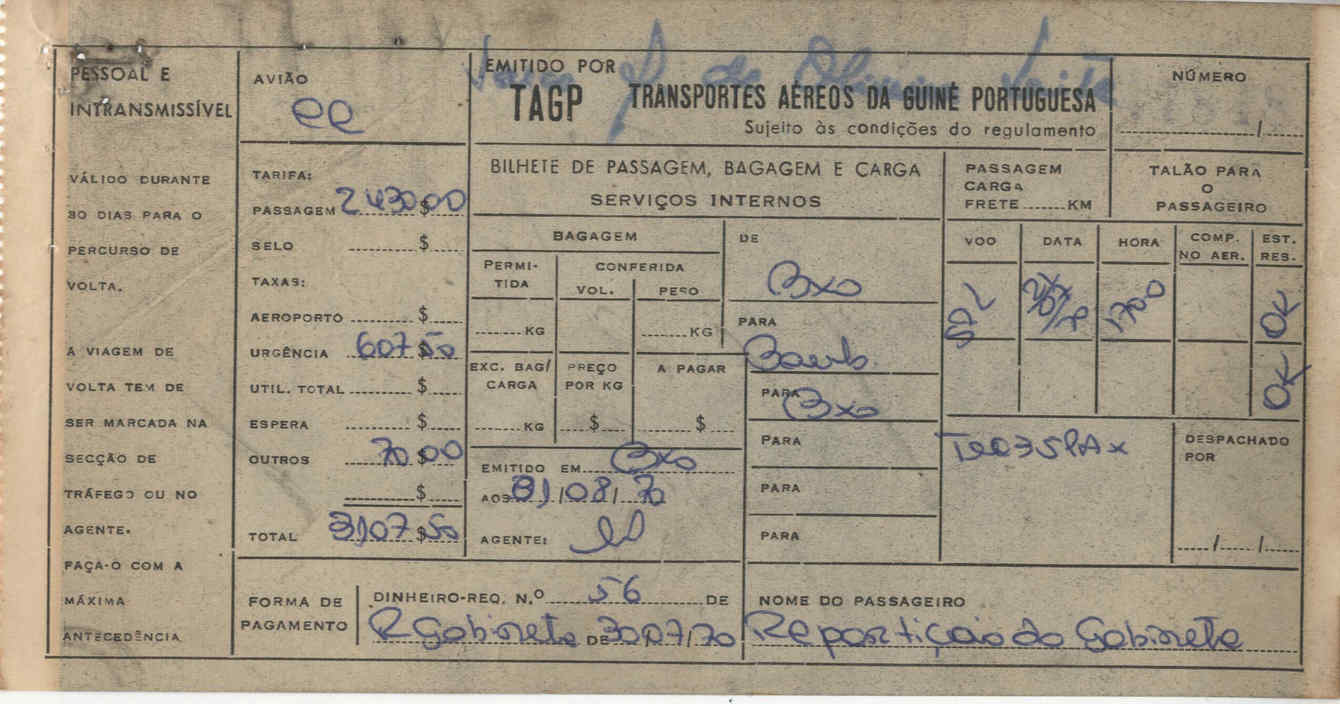 PESSOAL E
INTRANSMISSÍVEL
VÁLIDO DURANTE
30 DIAS PARA O
PERCURSO DE
VOLTA.
A VIAGEM DE
VOLTA TEM DE
SER MARCADA NA
SECÇÃO DE
TRÁFEGO OU NO
AGENTE.
FAÇA-O COM A
MÁXIMA
ANTECEDÊNCIA
AVIÃO
TARIFA:
PASSAGEM 2430$00
SELO $
TAXAS:
AEROPORTO $
URGÊNCIA 607$50
UTIL. TOTAL $
ESPERA $
OUTROS 70$00
$
TOTAL 3107$50
EMITIDO POR
TAGP TRANSPORTES AÉREOS DA GUINÉ PORTUGUESA
Sujeito às condições do regulamento
NÚMERO
/
BILHETE DE PASSAGEM, BAGAGEM E CARGA
SERVIÇOS INTERNOS
PASSAGEM
CARGA
FRETE KM
TALÃO PARA
O
PASSAGEIRO
BAGAGEM
PERMI-
TIDA
CONFERIDA
VOL. PESO
KG KG
EXC. BAG/
CARGA
PREÇO
POR KG
A PAGAR
KG $ $
EMITIDO EM Bxo
AOS 31/08/70
AGENTE:
DE
Bxo
PARA
Bamb.
PARA
Bxo
PARA
PARA
PARA
VOO DATA HORA COMP.
NO AER. EST.
RES.
1700 OK
OK
DESPACHADO
POR
/ /
FORMA DE
PAGAMENTO
DINHEIRO-REQ. N.º 56 DE
R Gabinete DE 30/07/70
NOME DO PASSAGEIRO
Repartição do Gabinete